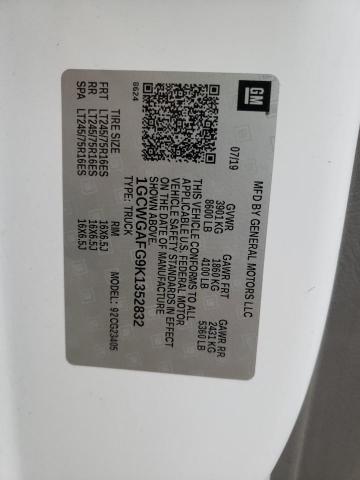 GM
MFD BY GENERAL MOTORS LLC
07/19
GVWR GAWR FRT GAWR RR
3901 KG 1860 KG 2431 KG
8600 LB 4100 LB 5360 LB
THIS VEHICLE CONFORMS TO ALL
APPLICABLE U.S. FEDERAL MOTOR
VEHICLE SAFETY STANDARDS IN EFFECT
ON THE DATE OF MANUFACTURE
SHOWN ABOVE.
1GCWGAFG9K1352832
TYPE: TRUCK MODEL: 92CG23405
8624
TIRE SIZE RIM
FRT LT245/75R16ES 16X6.5J
RR LT245/75R16ES 16X6.5J
SPA LT245/75R16ES 16X6.5J